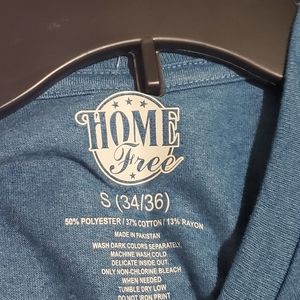 HOME
Free
S (34/36)
50% POLYESTER / 37% COTTON / 13% RAYON
MADE IN PAKISTAN
WASH DARK COLORS SEPARATELY
MACHINE WASH COLD
DELICATE INSIDE OUT
ONLY NON-CHLORINE BLEACH
WHEN NEEDED
TUMBLE DRY LOW
DO NOT IRON PRINT